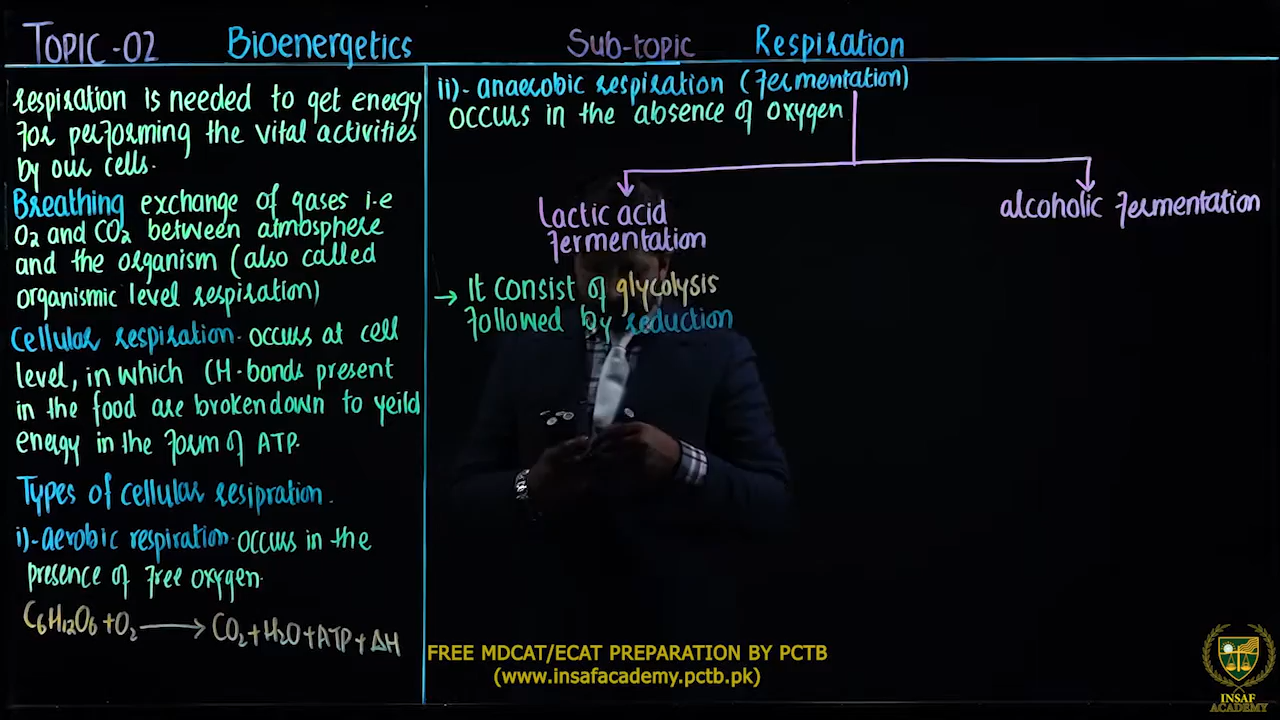 TOPIC-02 Bioenergetics Sub-topic Respiration
respiration is needed to get energy
for performing the vital activities
by our cells.
Breathing exchange of gases i.e
O₂ and CO₂ between atmosphere
and the organism (also called
organismic level respiration)
Cellular respiration. occurs at cell
level, in which CH-bonds present
in the food are brokendown to yeild
energy in the form of ATP.
Types of cellular resipration.
i)- aerobic respiration. occurs in the
presence of free oxygen.
C₆H₁₂O₆ + O₂ ⟶ CO₂ + H₂O + ATP + ΔH
ii)- anaerobic respiration (fermentation)
occurs in the absence of oxygen
Lactic acid
fermentation
alcoholic fermentation
→ It consist of glycolysis
followed by reduction
FREE MDCAT/ECAT PREPARATION BY PCTB
(www.insafacademy.pctb.pk)
INSAF
ACADEMY